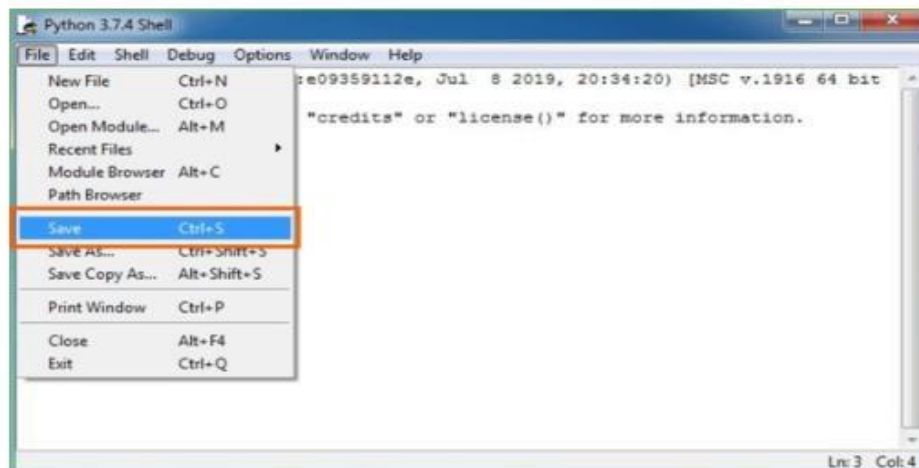 Python 3.7.4 Shell
File Edit Shell Debug Options Window Help
New File Ctrl+N
:e09359112e, Jul 8 2019, 20:34:20) [MSC v.1916 64 bit
Open... Ctrl+O
Open Module... Alt+M
"credits" or "license()" for more information.
Recent Files
Module Browser Alt+C
Path Browser
Save Ctrl+S
Save As... Ctrl+Shift+S
Save Copy As... Alt+Shift+S
Print Window Ctrl+P
Close Alt+F4
Exit Ctrl+Q
Ln: 3 Col: 4